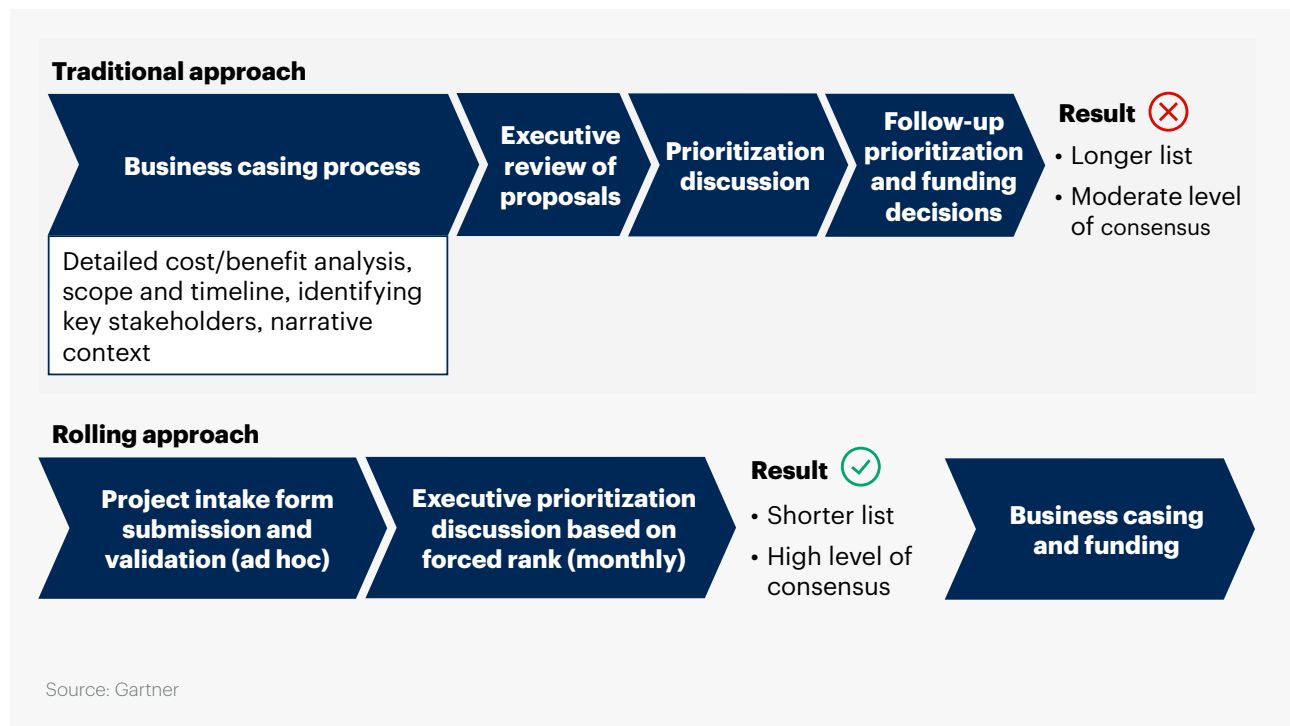 Traditional approach
Business casing process
Executive
review of
proposals
Prioritization
discussion
Follow-up
prioritization
and funding
decisions
Result
• Longer list
• Moderate level
of consensus
Detailed cost/benefit analysis,
scope and timeline, identifying
key stakeholders, narrative
context
Rolling approach
Project intake form
submission and
validation (ad hoc)
Executive prioritization
discussion based on
forced rank (monthly)
Result
• Shorter list
• High level of
consensus
Business casing
and funding
Source: Gartner